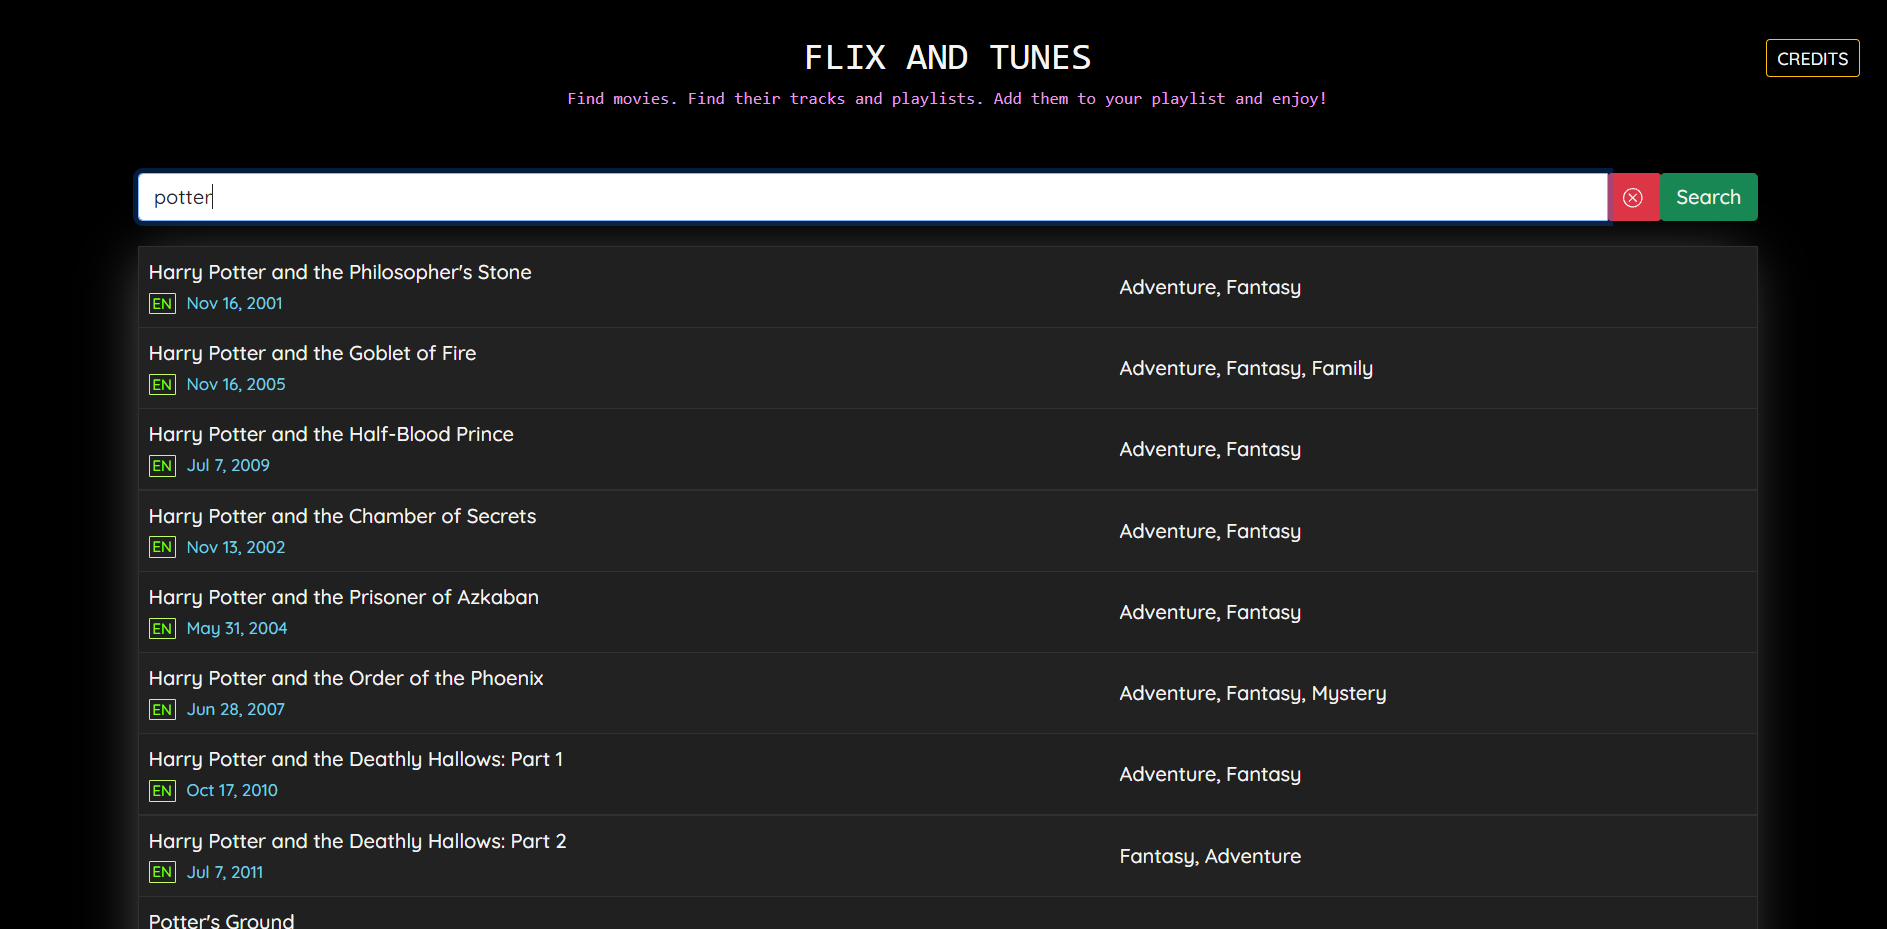 FLIX AND TUNES
CREDITS
Find movies. Find their tracks and playlists. Add them to your playlist and enjoy!
potter
Search
Harry Potter and the Philosopher's Stone
EN Nov 16, 2001
Adventure, Fantasy
Harry Potter and the Goblet of Fire
EN Nov 16, 2005
Adventure, Fantasy, Family
Harry Potter and the Half-Blood Prince
EN Jul 7, 2009
Adventure, Fantasy
Harry Potter and the Chamber of Secrets
EN Nov 13, 2002
Adventure, Fantasy
Harry Potter and the Prisoner of Azkaban
EN May 31, 2004
Adventure, Fantasy
Harry Potter and the Order of the Phoenix
EN Jun 28, 2007
Adventure, Fantasy, Mystery
Harry Potter and the Deathly Hallows: Part 1
EN Oct 17, 2010
Adventure, Fantasy
Harry Potter and the Deathly Hallows: Part 2
EN Jul 7, 2011
Fantasy, Adventure
Potter's Ground